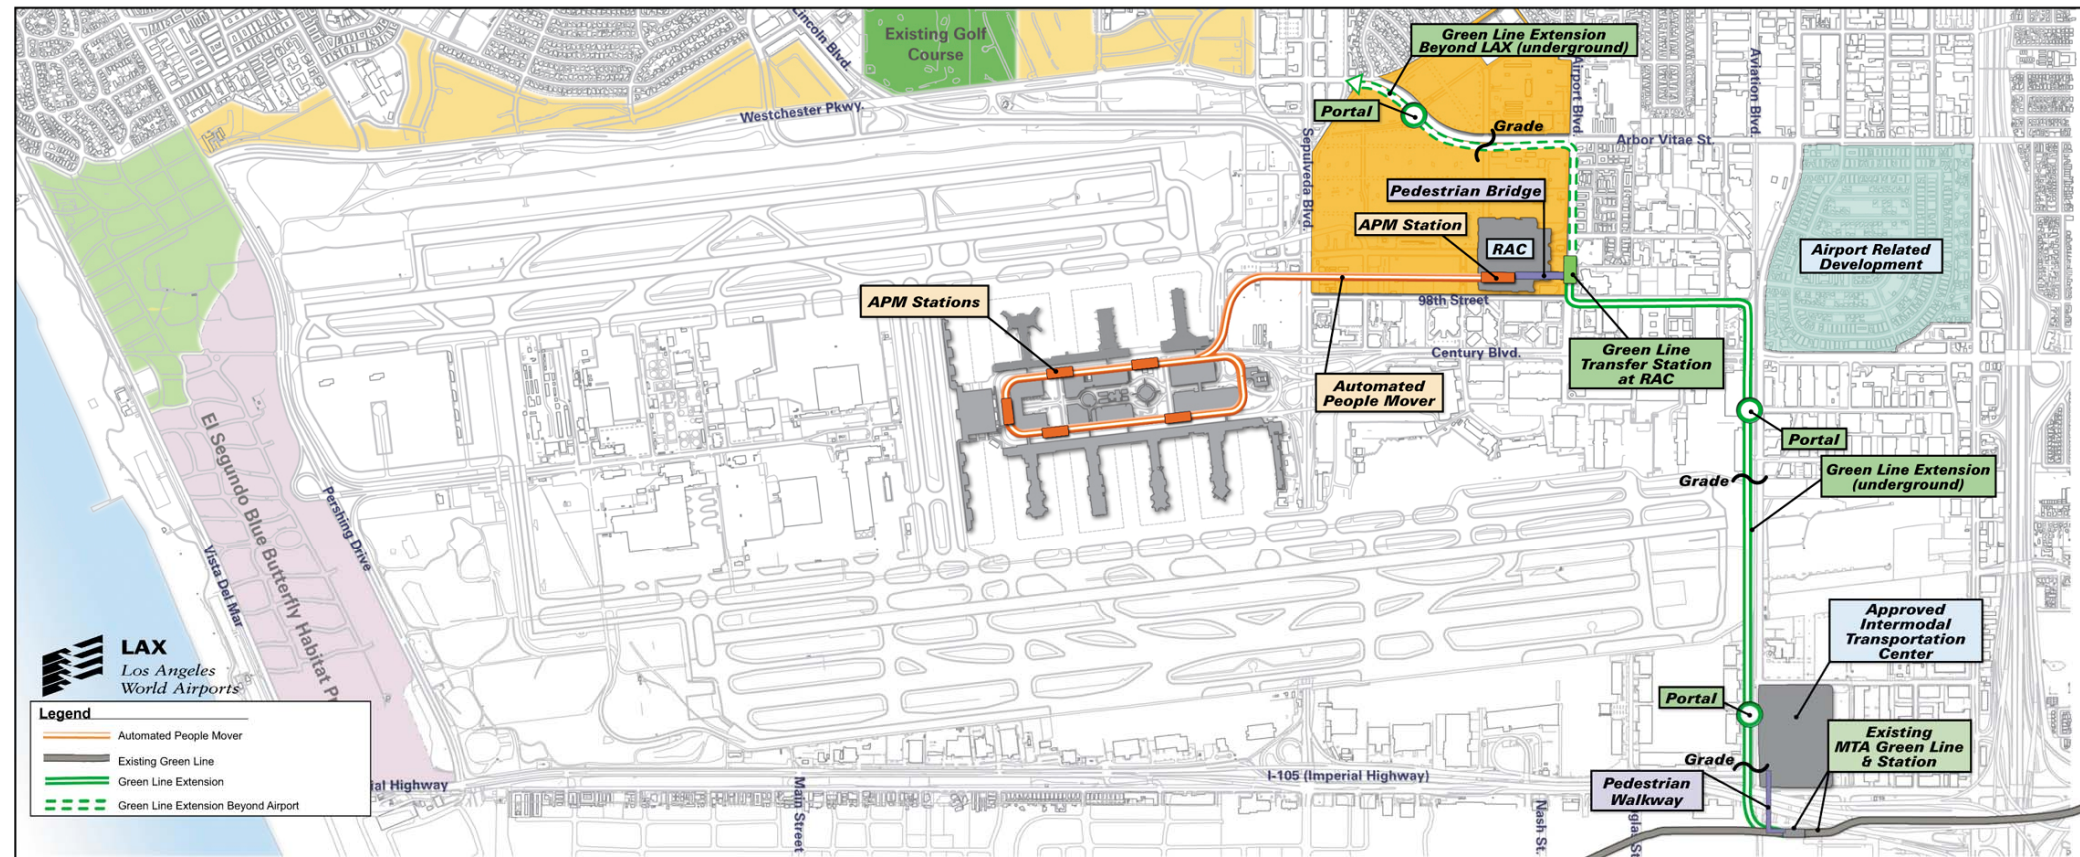 Lincoln Blvd.
Existing Golf
Course
Westchester Pkwy.
Green Line Extension
Beyond LAX (underground)
Portal
Grade
Airport Blvd.
Aviation Blvd.
Arbor Vitae St.
Sepulveda Blvd.
Pedestrian Bridge
APM Station
RAC
Airport Related
Development
APM Stations
98th Street
Century Blvd.
Green Line
Transfer Station
at RAC
Automated
People Mover
Portal
Green Line Extension
(underground)
Grade
El Segundo Blue Butterfly Habitat Pr
Pershing Drive
Vista Del Mar
Approved
Intermodal
Transportation
Center
Portal
Existing
MTA Green Line
& Station
Grade
Pedestrian
Walkway
I-105 (Imperial Highway)
ial Highway
Main Street
Nash St.
glas St
LAX
Los Angeles
World Airports
Legend
Automated People Mover
Existing Green Line
Green Line Extension
Green Line Extension Beyond Airport